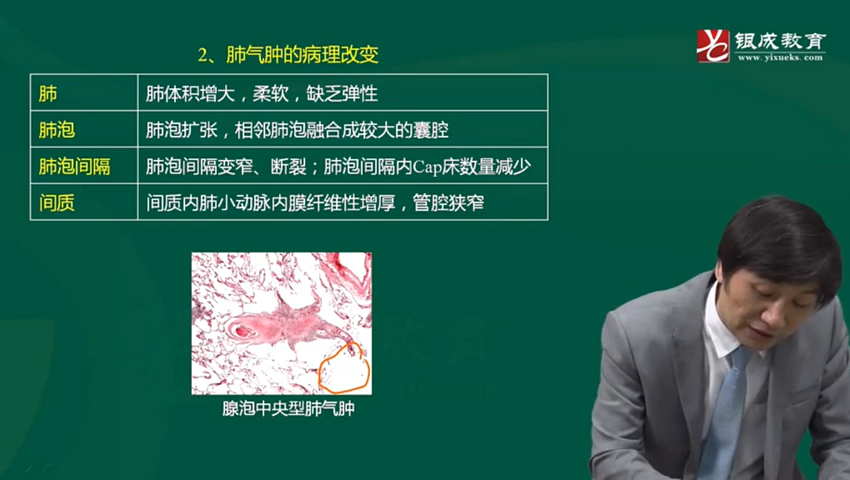 2、肺气肿的病理改变
银成教育
www.yixueks.com
肺 肺体积增大，柔软，缺乏弹性
肺泡 肺泡扩张，相邻肺泡融合成较大的囊腔
肺泡间隔 肺泡间隔变窄、断裂；肺泡间隔内Cap床数量减少
间质 间质内肺小动脉内膜纤维性增厚，管腔狭窄
腺泡中央型肺气肿